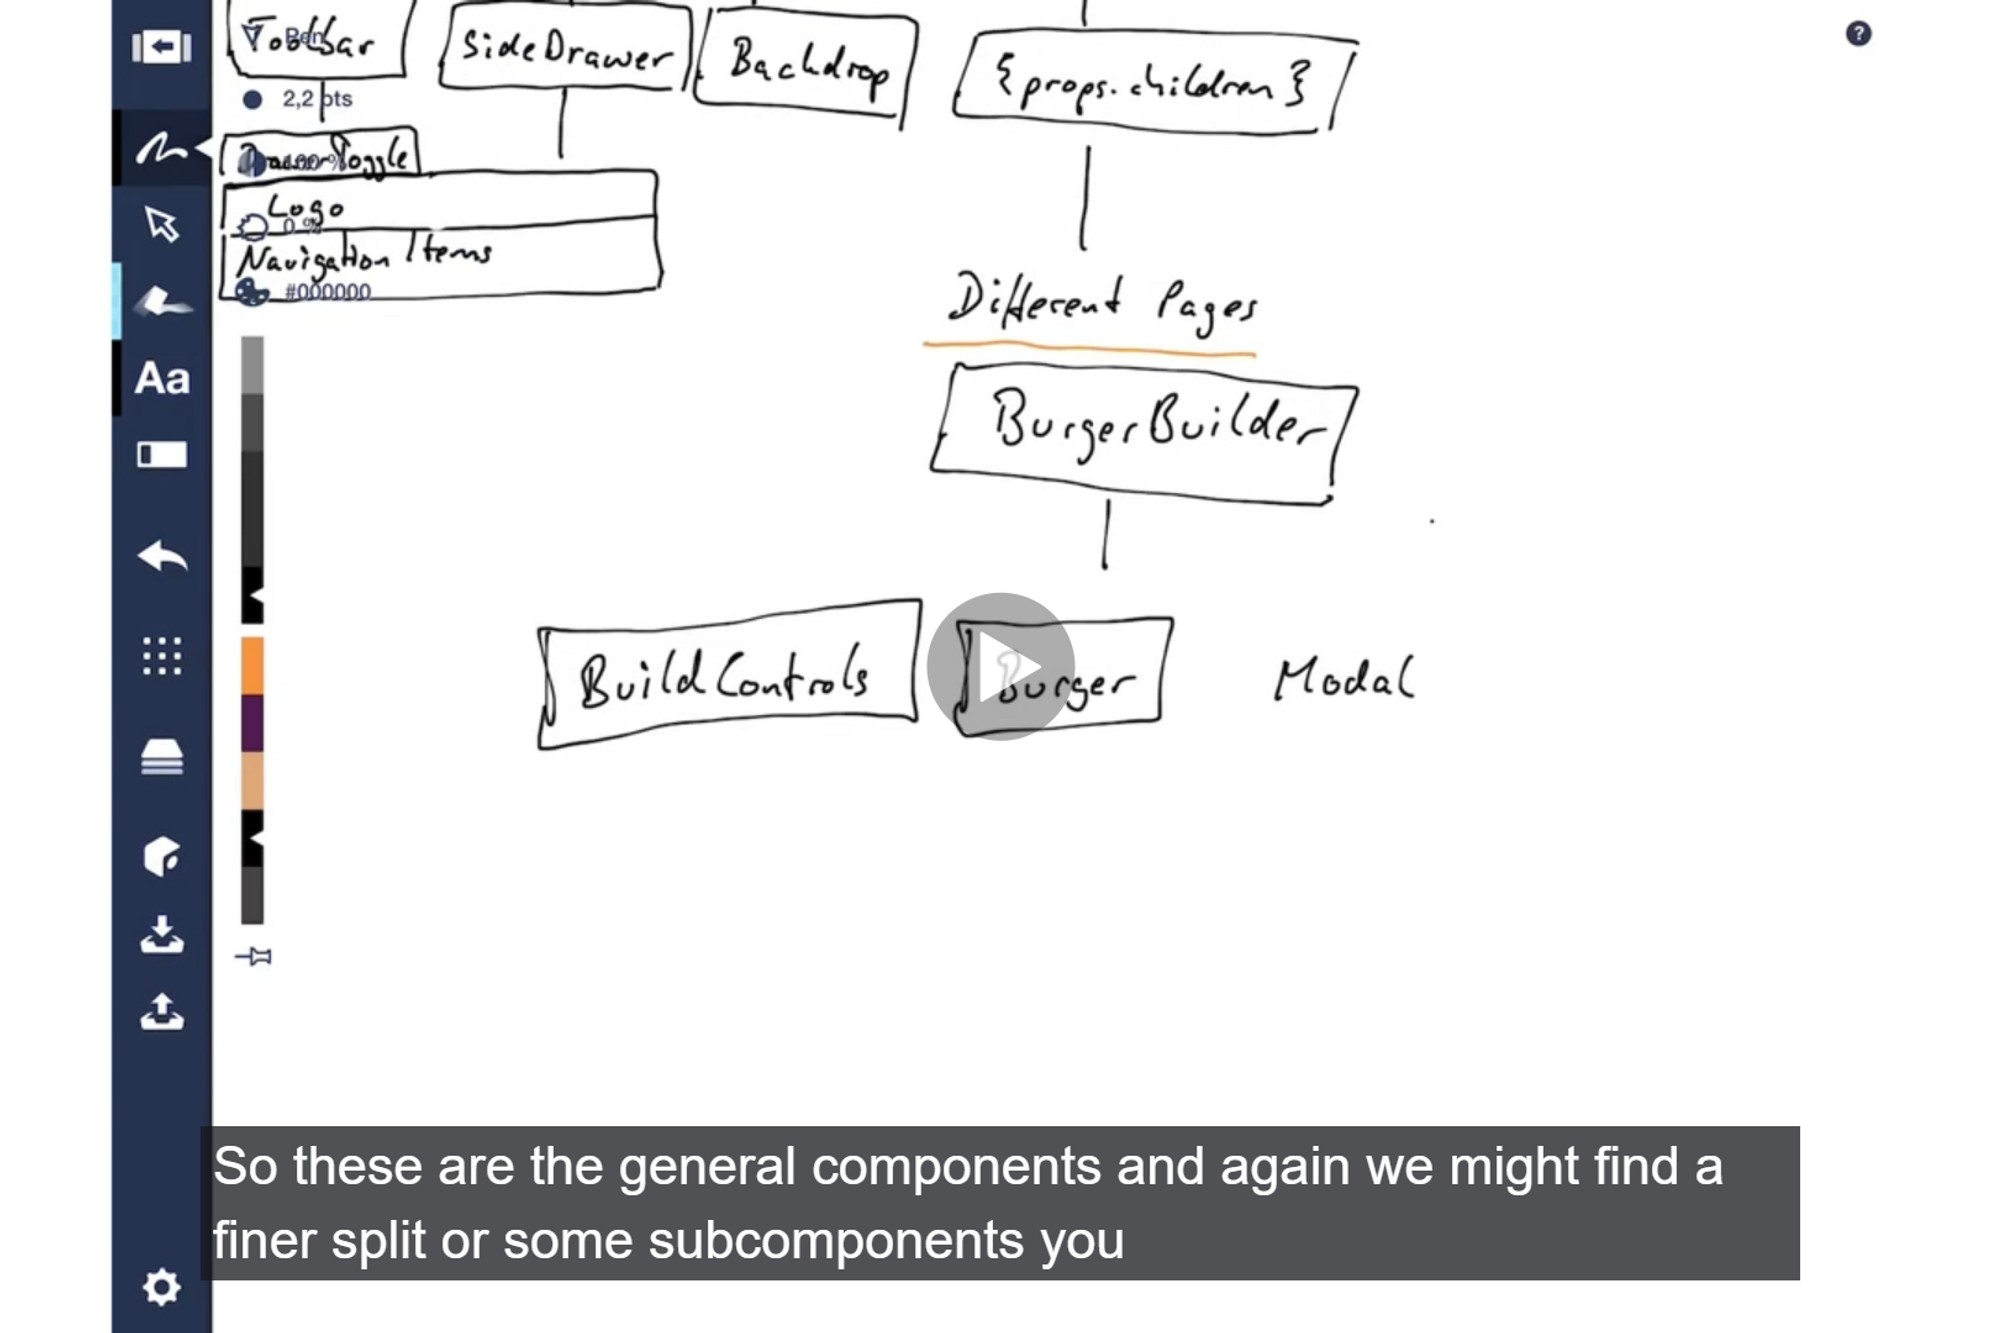 Toolbar
SideDrawer
Backdrop
{props.children}
Pen
2,2 pts
DrawerToggle
100 %
Logo
0 %
Navigation Items
#000000
Different Pages
Aa
BurgerBuilder
BuildControls
Burger
Modal
So these are the general components and again we might find a
finer split or some subcomponents you
?